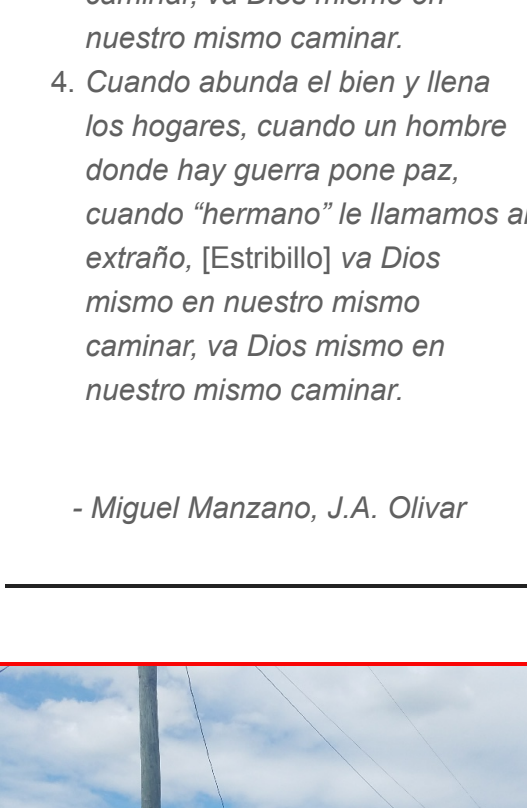 caminar, va Dios mismo en
nuestro mismo caminar.
4. Cuando abunda el bien y llena
los hogares, cuando un hombre
donde hay guerra pone paz,
cuando “hermano” le llamamos al
extraño, [Estribillo] va Dios
mismo en nuestro mismo
caminar, va Dios mismo en
nuestro mismo caminar.
- Miguel Manzano, J.A. Olivar